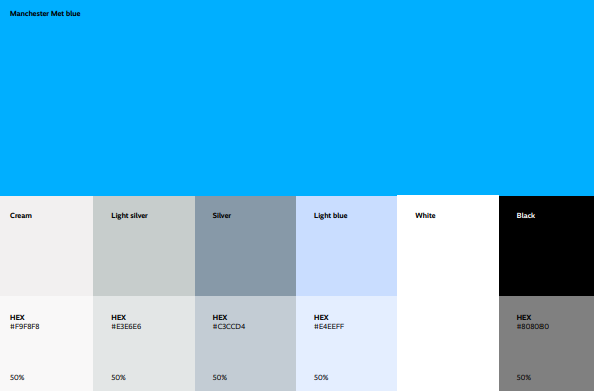 Manchester Met blue
Cream
Light silver
Silver
Light blue
White
Black
HEX
#F9F8F8
HEX
#E3E6E6
HEX
#C3CCD4
HEX
#E4EEFF
HEX
#808080
50%
50%
50%
50%
50%